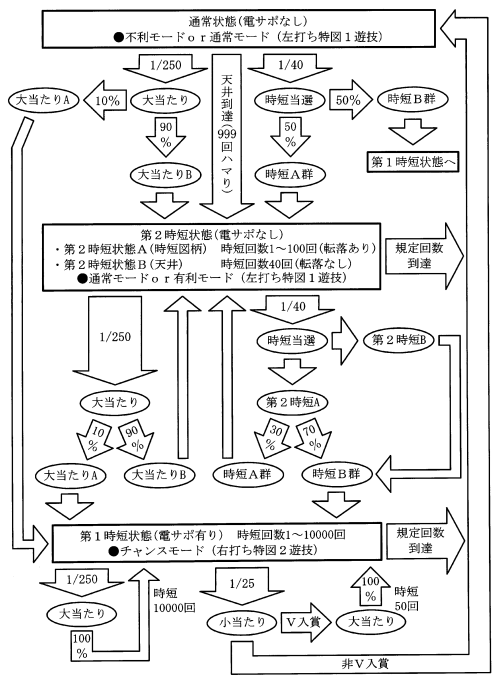 通常状態(電サポなし)
●不利モードor通常モード(左打ち特図1遊技)
1/250
天井到達(999回ハマり)
1/40
大当たりA
10%
大当たり
時短当選
50%
時短B群
90%
50%
第1時短状態へ
大当たりB
時短A群
第2時短状態(電サポなし)
・第2時短状態A(時短図柄) 時短回数1~100回(転落あり)
・第2時短状態B(天井) 時短回数40回(転落なし)
●通常モードor有利モード(左打ち特図1遊技)
規定回数
到達
1/250
1/40
時短当選
第2時短B
大当たり
第2時短A
10%
90%
30%
70%
大当たりA
大当たりB
時短A群
時短B群
第1時短状態(電サポ有り) 時短回数1~10000回
●チャンスモード(右打ち特図2遊技)
規定回数
到達
1/250
時短
10000回
1/25
100%
時短
50回
大当たり
小当たり
V入賞
大当たり
100%
非V入賞